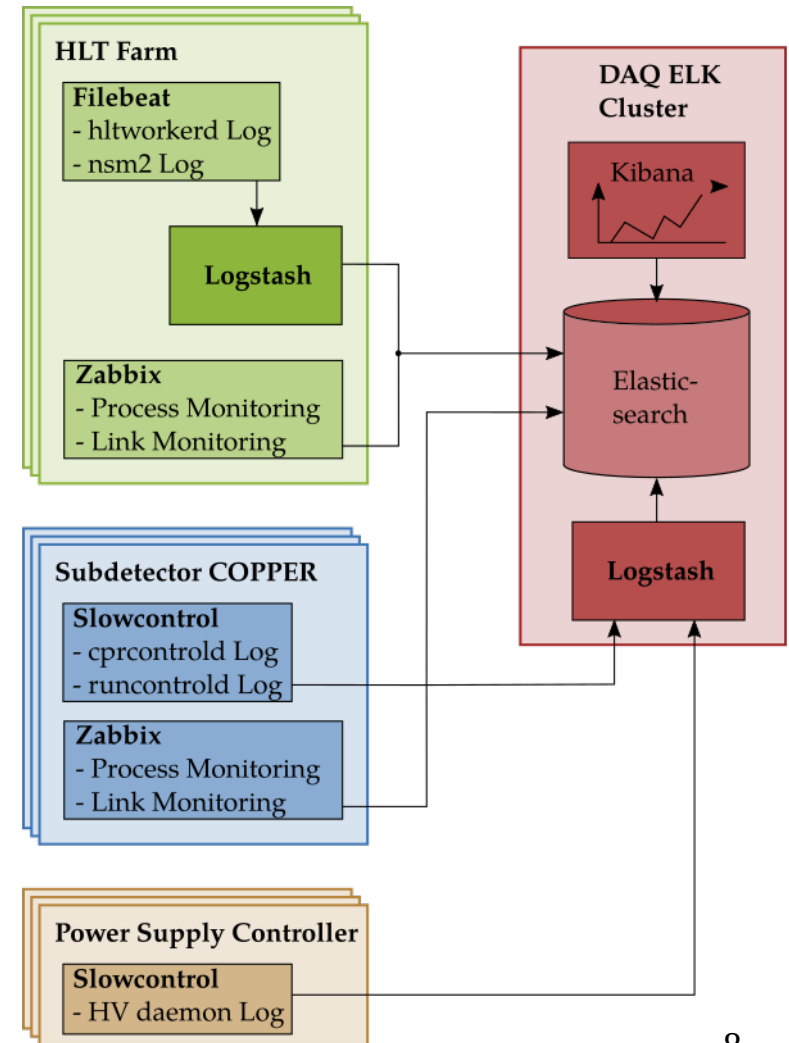 HLT Farm
Filebeat
- hltworkerd Log
- nsm2 Log
Logstash
Zabbix
- Process Monitoring
- Link Monitoring
Subdetector COPPER
Slowcontrol
- cprcontrold Log
- runcontrold Log
Zabbix
- Process Monitoring
- Link Monitoring
Power Supply Controller
Slowcontrol
- HV daemon Log
DAQ ELK
Cluster
Kibana
Elastic-
search
Logstash